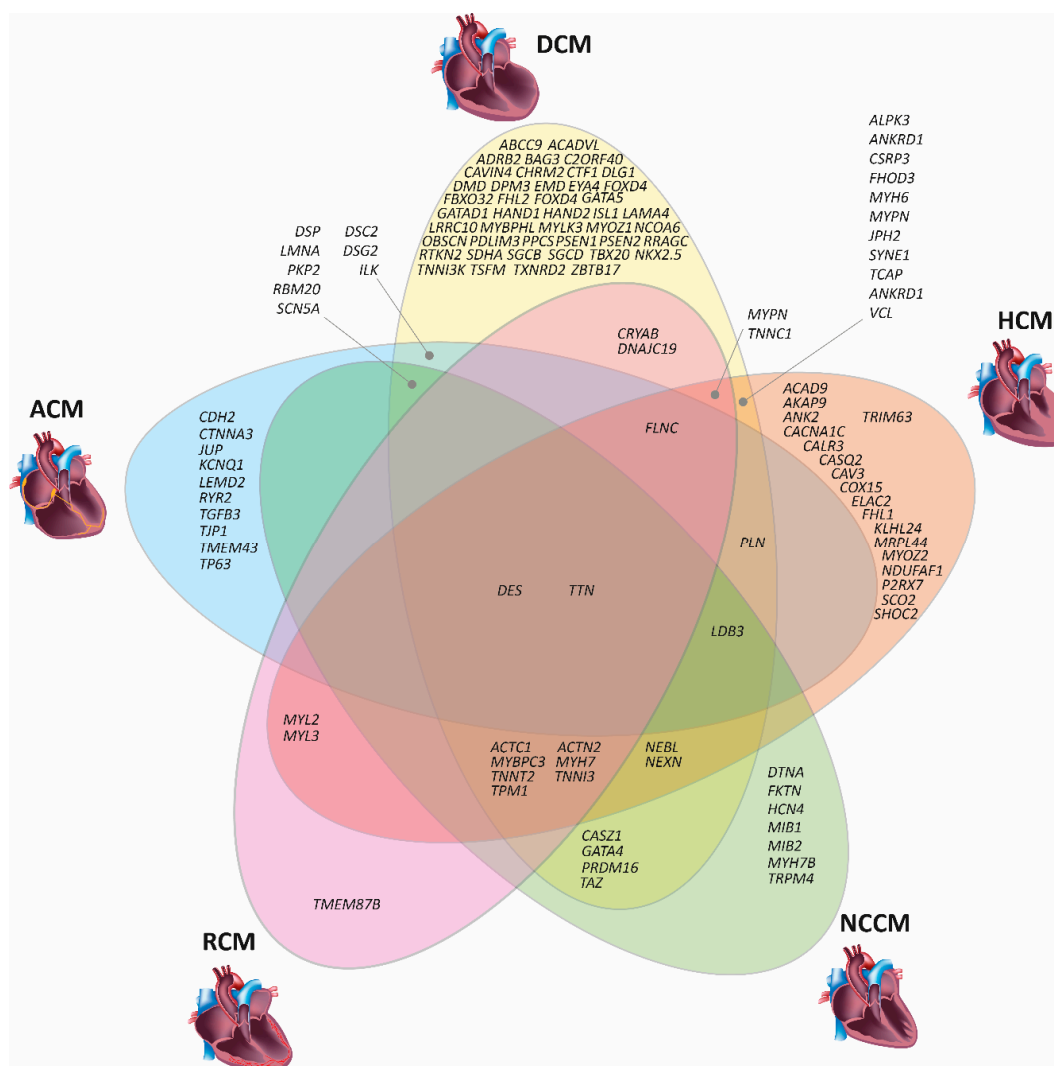 DCM
ABCC9 ACADVL
ADRB2 BAG3 C2ORF40
CAVIN4 CHRM2 CTF1 DLG1
DMD DPM3 EMD EYA4 FOXD4
FBXO32 FHL2 FOXD4 GATA5
GATAD1 HAND1 HAND2 ISL1 LAMA4
LRRC10 MYBPHL MYLK3 MYOZ1 NCOA6
OBSCN PDLIM3 PPCS PSEN1 PSEN2 RRAGC
RTKN2 SDHA SGCB SGCD TBX20 NKX2.5
TNNI3K TSFM TXNRD2 ZBTB17
ALPK3
ANKRD1
CSRP3
FHOD3
MYH6
MYPN
JPH2
SYNE1
TCAP
ANKRD1
VCL
DSP DSC2
LMNA DSG2
PKP2 ILK
RBM20
SCN5A
MYPN
TNNC1
CRYAB
DNAJC19
HCM
ACM
CDH2
CTNNA3
JUP
KCNQ1
LEMD2
RYR2
TGFB3
TJP1
TMEM43
TP63
FLNC
ACAD9
AKAP9
ANK2 TRIM63
CACNA1C
CALR3
CASQ2
CAV3
COX15
ELAC2
FHL1
KLHL24
MRPL44
MYOZ2
NDUFAF1
P2RX7
SCO2
SHOC2
PLN
DES TTN
LDB3
MYL2
MYL3
ACTC1 ACTN2
MYBPC3 MYH7
TNNT2 TNNI3
TPM1
NEBL
NEXN
DTNA
FKTN
HCN4
MIB1
MIB2
MYH7B
TRPM4
CASZ1
GATA4
PRDM16
TAZ
TMEM87B
RCM
NCCM